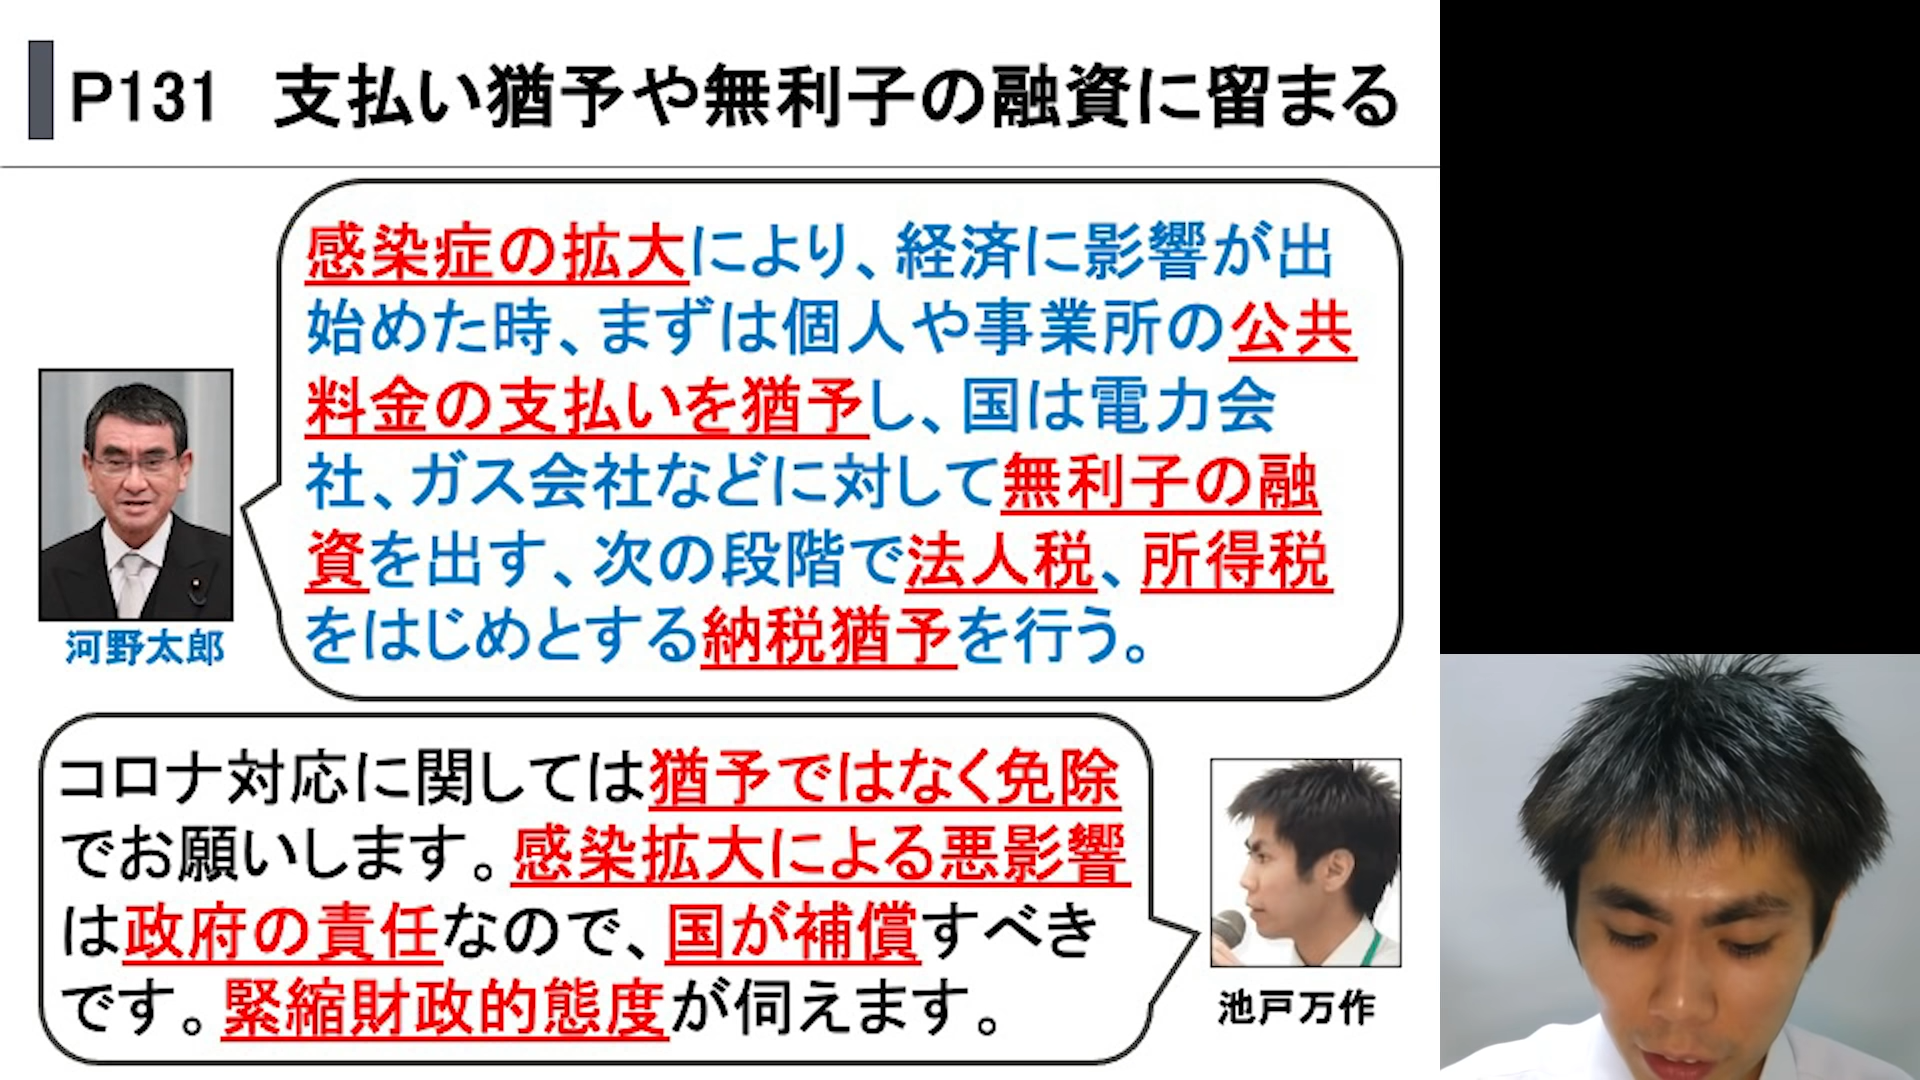 P131 支払い猶予や無利子の融資に留まる
感染症の拡大により、経済に影響が出
始めた時、まずは個人や事業所の公共
料金の支払いを猶予し、国は電力会
社、ガス会社などに対して無利子の融
資を出す、次の段階で法人税、所得税
をはじめとする納税猶予を行う。
河野太郎
コロナ対応に関しては猶予ではなく免除
でお願いします。感染拡大による悪影響
は政府の責任なので、国が補償すべき
です。緊縮財政的態度が伺えます。
池戸万作